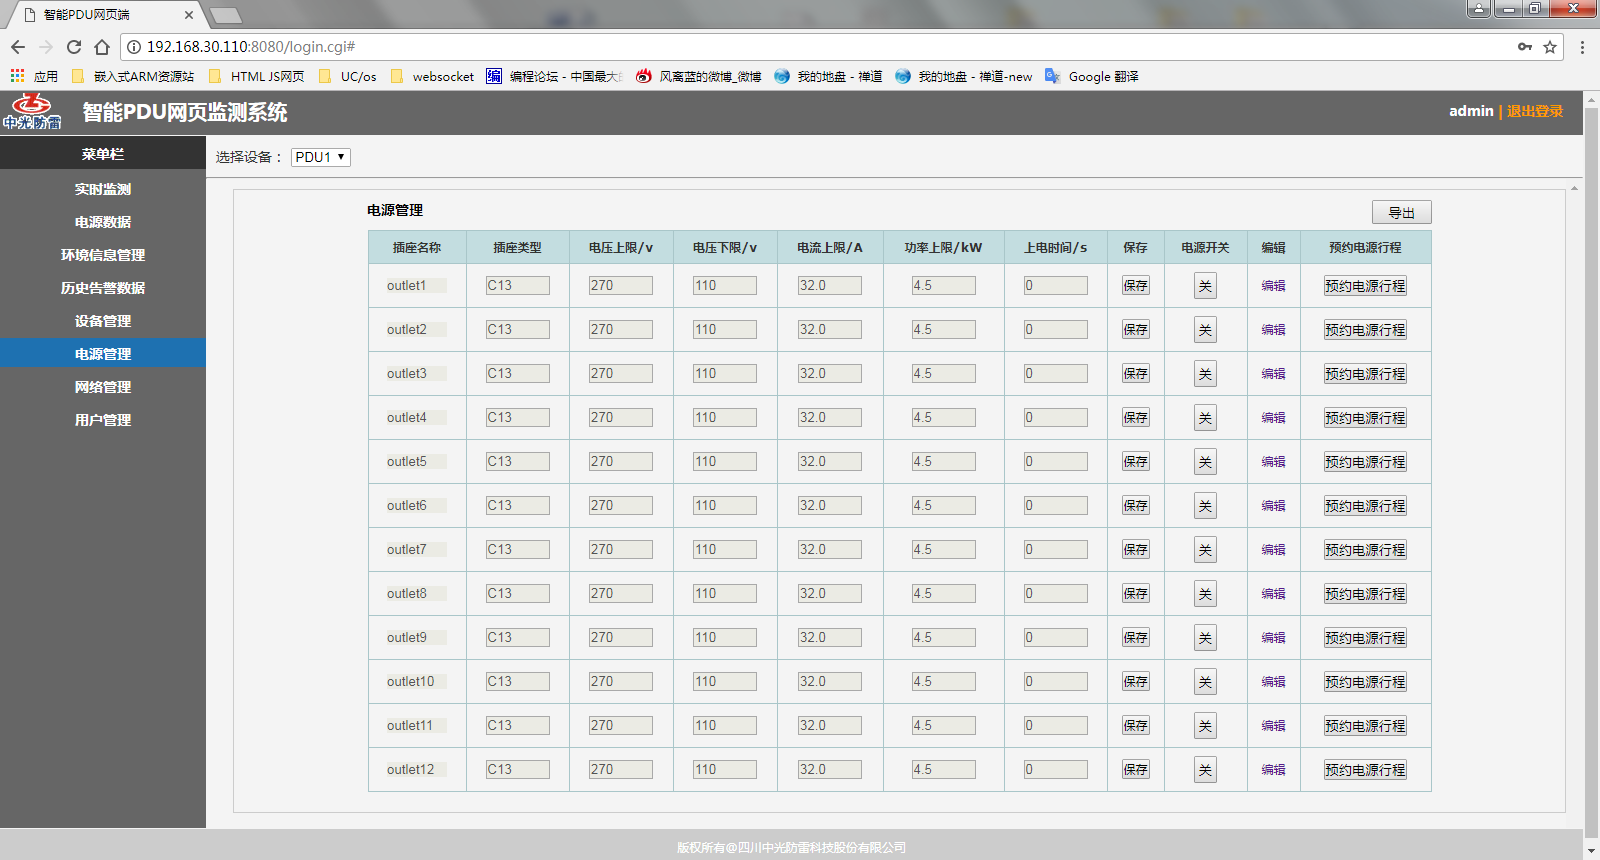 智能PDU网页端
192.168.30.110:8080/login.cgi#
应用 嵌入式ARM资源站 HTML JS网页 UC/os websocket 编 编程论坛 - 中国最大 风离蓝的微博_微博 我的地盘 - 禅道 我的地盘 - 禅道-new Google 翻译
中光防雷 智能PDU网页监测系统 admin | 退出登录
菜单栏
实时监测
电源数据
环境信息管理
历史告警数据
设备管理
电源管理
网络管理
用户管理
选择设备： PDU1
电源管理 导出
插座名称 插座类型 电压上限/v 电压下限/v 电流上限/A 功率上限/kW 上电时间/s 保存 电源开关 编辑 预约电源行程
outlet1 C13 270 110 32.0 4.5 0 保存 关 编辑 预约电源行程
outlet2 C13 270 110 32.0 4.5 0 保存 关 编辑 预约电源行程
outlet3 C13 270 110 32.0 4.5 0 保存 关 编辑 预约电源行程
outlet4 C13 270 110 32.0 4.5 0 保存 关 编辑 预约电源行程
outlet5 C13 270 110 32.0 4.5 0 保存 关 编辑 预约电源行程
outlet6 C13 270 110 32.0 4.5 0 保存 关 编辑 预约电源行程
outlet7 C13 270 110 32.0 4.5 0 保存 关 编辑 预约电源行程
outlet8 C13 270 110 32.0 4.5 0 保存 关 编辑 预约电源行程
outlet9 C13 270 110 32.0 4.5 0 保存 关 编辑 预约电源行程
outlet10 C13 270 110 32.0 4.5 0 保存 关 编辑 预约电源行程
outlet11 C13 270 110 32.0 4.5 0 保存 关 编辑 预约电源行程
outlet12 C13 270 110 32.0 4.5 0 保存 关 编辑 预约电源行程
版权所有@四川中光防雷科技股份有限公司